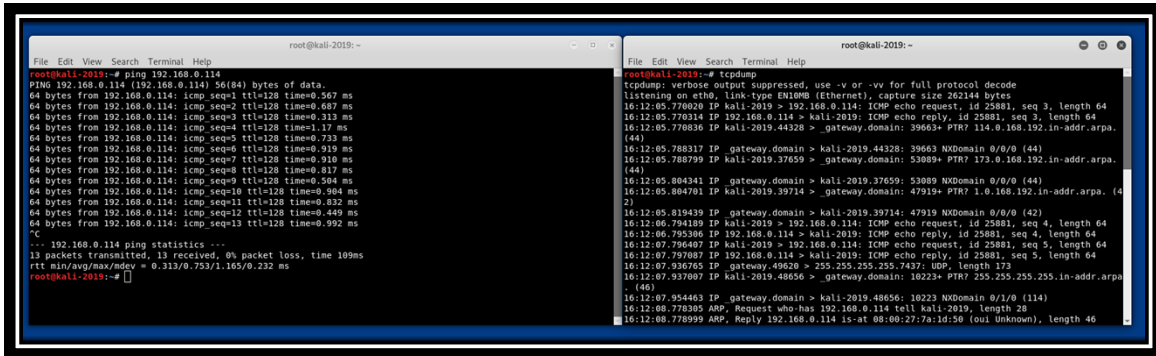 root@kali-2019: ~
File Edit View Search Terminal Help
root@kali-2019:~# ping 192.168.0.114
PING 192.168.0.114 (192.168.0.114) 56(84) bytes of data.
64 bytes from 192.168.0.114: icmp_seq=1 ttl=128 time=0.567 ms
64 bytes from 192.168.0.114: icmp_seq=2 ttl=128 time=0.687 ms
64 bytes from 192.168.0.114: icmp_seq=3 ttl=128 time=0.313 ms
64 bytes from 192.168.0.114: icmp_seq=4 ttl=128 time=1.17 ms
64 bytes from 192.168.0.114: icmp_seq=5 ttl=128 time=0.733 ms
64 bytes from 192.168.0.114: icmp_seq=6 ttl=128 time=0.919 ms
64 bytes from 192.168.0.114: icmp_seq=7 ttl=128 time=0.910 ms
64 bytes from 192.168.0.114: icmp_seq=8 ttl=128 time=0.817 ms
64 bytes from 192.168.0.114: icmp_seq=9 ttl=128 time=0.504 ms
64 bytes from 192.168.0.114: icmp_seq=10 ttl=128 time=0.904 ms
64 bytes from 192.168.0.114: icmp_seq=11 ttl=128 time=0.832 ms
64 bytes from 192.168.0.114: icmp_seq=12 ttl=128 time=0.449 ms
64 bytes from 192.168.0.114: icmp_seq=13 ttl=128 time=0.992 ms
^C
--- 192.168.0.114 ping statistics ---
13 packets transmitted, 13 received, 0% packet loss, time 109ms
rtt min/avg/max/mdev = 0.313/0.753/1.165/0.232 ms
root@kali-2019:~#
root@kali-2019: ~
File Edit View Search Terminal Help
root@kali-2019:~# tcpdump
tcpdump: verbose output suppressed, use -v or -vv for full protocol decode
listening on eth0, link-type EN10MB (Ethernet), capture size 262144 bytes
16:12:05.770020 IP kali-2019 > 192.168.0.114: ICMP echo request, id 25881, seq 3, length 64
16:12:05.770314 IP 192.168.0.114 > kali-2019: ICMP echo reply, id 25881, seq 3, length 64
16:12:05.770836 IP kali-2019.44328 > _gateway.domain: 39663+ PTR? 114.0.168.192.in-addr.arpa.
(44)
16:12:05.788317 IP _gateway.domain > kali-2019.44328: 39663 NXDomain 0/0/0 (44)
16:12:05.788799 IP kali-2019.37659 > _gateway.domain: 53089+ PTR? 173.0.168.192.in-addr.arpa.
(44)
16:12:05.804341 IP _gateway.domain > kali-2019.37659: 53089 NXDomain 0/0/0 (44)
16:12:05.804701 IP kali-2019.39714 > _gateway.domain: 47919+ PTR? 1.0.168.192.in-addr.arpa. (4
2)
16:12:05.819439 IP _gateway.domain > kali-2019.39714: 47919 NXDomain 0/0/0 (42)
16:12:06.794189 IP kali-2019 > 192.168.0.114: ICMP echo request, id 25881, seq 4, length 64
16:12:06.795306 IP 192.168.0.114 > kali-2019: ICMP echo reply, id 25881, seq 4, length 64
16:12:07.796407 IP kali-2019 > 192.168.0.114: ICMP echo request, id 25881, seq 5, length 64
16:12:07.797087 IP 192.168.0.114 > kali-2019: ICMP echo reply, id 25881, seq 5, length 64
16:12:07.936765 IP _gateway.49620 > 255.255.255.255.7437: UDP, length 173
16:12:07.937007 IP kali-2019.48656 > _gateway.domain: 10223+ PTR? 255.255.255.255.in-addr.arpa
. (46)
16:12:07.954463 IP _gateway.domain > kali-2019.48656: 10223 NXDomain 0/1/0 (114)
16:12:08.778305 ARP, Request who-has 192.168.0.114 tell kali-2019, length 28
16:12:08.778999 ARP, Reply 192.168.0.114 is-at 08:00:27:7a:1d:50 (oui Unknown), length 46